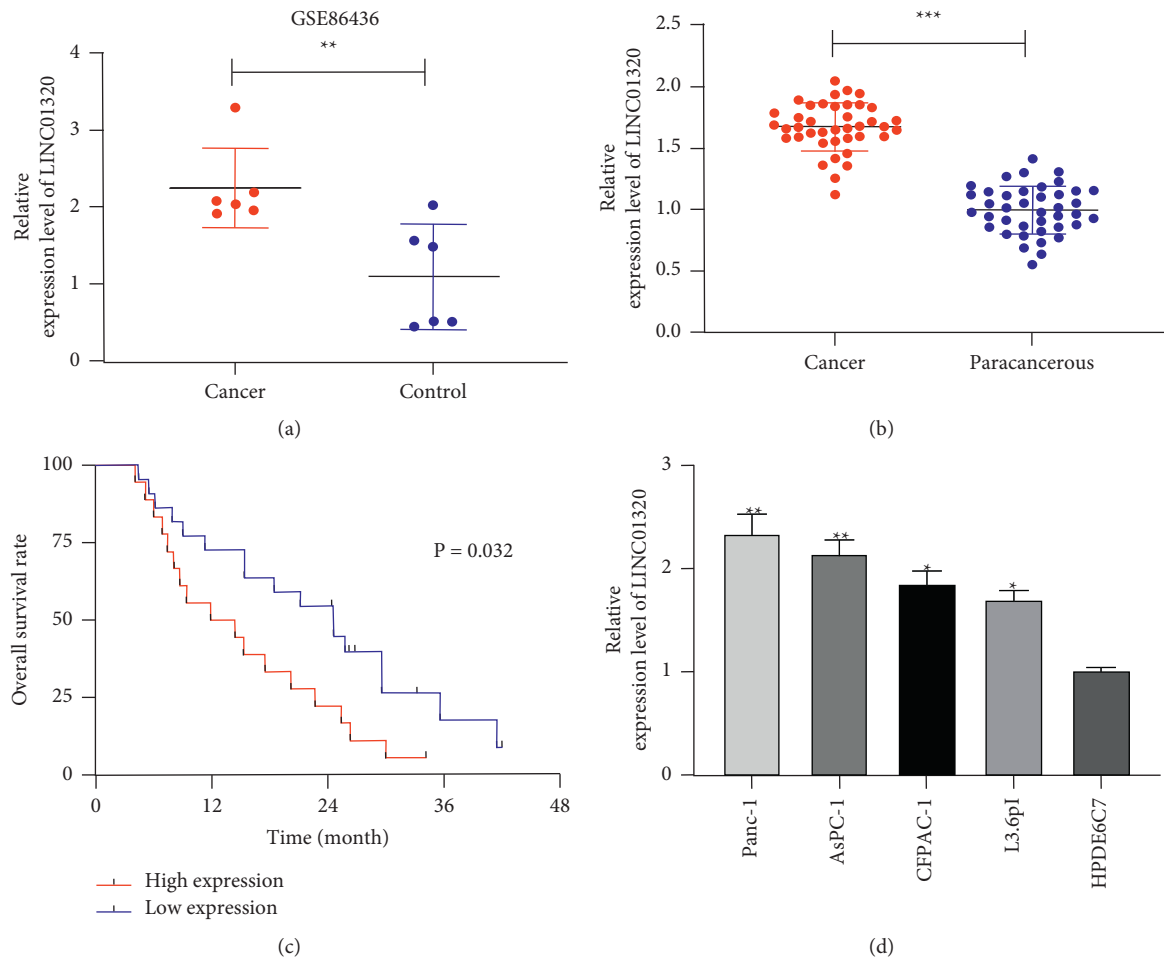 GSE86436
**
Relative
expression level of LINC01320
4
3
2
1
0
Cancer
Control
(a)
***
Relative
expression level of LINC01320
2.5
2.0
1.5
1.0
0.5
0.0
Cancer
Paracancerous
(b)
Overall survival rate
100
75
50
25
0
P = 0.032
0
12
24
36
48
Time (month)
High expression
Low expression
(c)
Relative
expression level of LINC01320
3
2
1
0
**
**
*
*
Panc-1
AsPC-1
CFPAC-1
L3.6pI
HPDE6C7
(d)